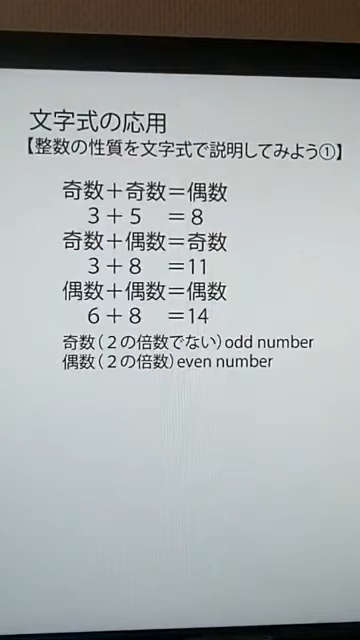 文字式の応用
【整数の性質を文字式で説明してみよう①】
奇数＋奇数＝偶数
３＋５　＝８
奇数＋偶数＝奇数
３＋８　＝11
偶数＋偶数＝偶数
６＋８　＝14
奇数（２の倍数でない）odd number
偶数（２の倍数）even number